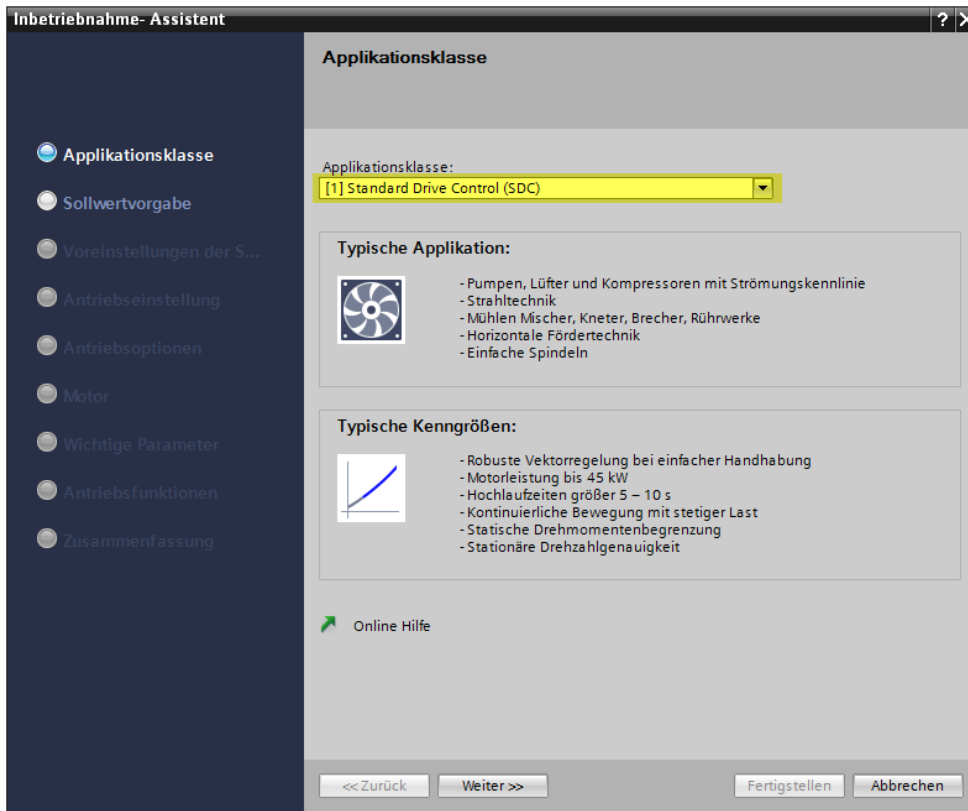 Inbetriebnahme- Assistent
? X
Applikationsklasse
Applikationsklasse
Sollwertvorgabe
Voreinstellungen der S...
Antriebseinstellung
Antriebsoptionen
Motor
Wichtige Parameter
Antriebsfunktionen
Zusammenfassung
Applikationsklasse:
[1] Standard Drive Control (SDC)
Typische Applikation:
- Pumpen, Lüfter und Kompressoren mit Strömungskennlinie
- Strahltechnik
- Mühlen Mischer, Kneter, Brecher, Rührwerke
- Horizontale Fördertechnik
- Einfache Spindeln
Typische Kenngrößen:
- Robuste Vektorregelung bei einfacher Handhabung
- Motorleistung bis 45 kW
- Hochlaufzeiten größer 5 – 10 s
- Kontinuierliche Bewegung mit stetiger Last
- Statische Drehmomentenbegrenzung
- Stationäre Drehzahlgenauigkeit
Online Hilfe
<< Zurück Weiter >> Fertigstellen Abbrechen